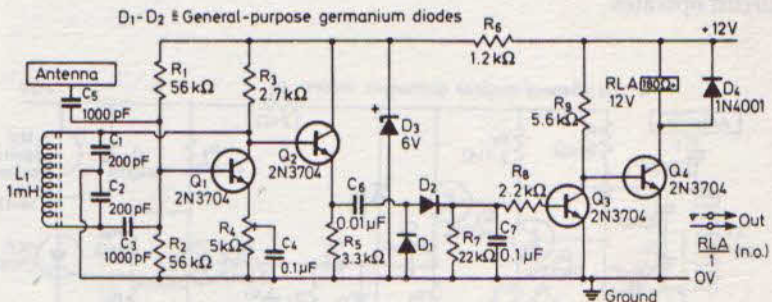 D1-D2 = General-purpose germanium diodes
R6
1.2 kΩ
+12V
Antenna
C5
1000 pF
R1
56 kΩ
R3
2.7 kΩ
D3
6V
R9
5.6kΩ
RLA
12V
180Ω+
D4
1N4001
L1
1mH
C1
200 pF
C2
200 pF
C3
1000 pF
Q1
2N3704
Q2
2N3704
C6
0.01µF
D2
R8
2.2 kΩ
Q3
2N3704
Q4
2N3704
R2
56 kΩ
R4
5kΩ
C4
0.1µF
R5
3.3 kΩ
D1
R7
22 kΩ
C7
0.1 µF
Out
RLA
1
(n.o.)
0V
Ground